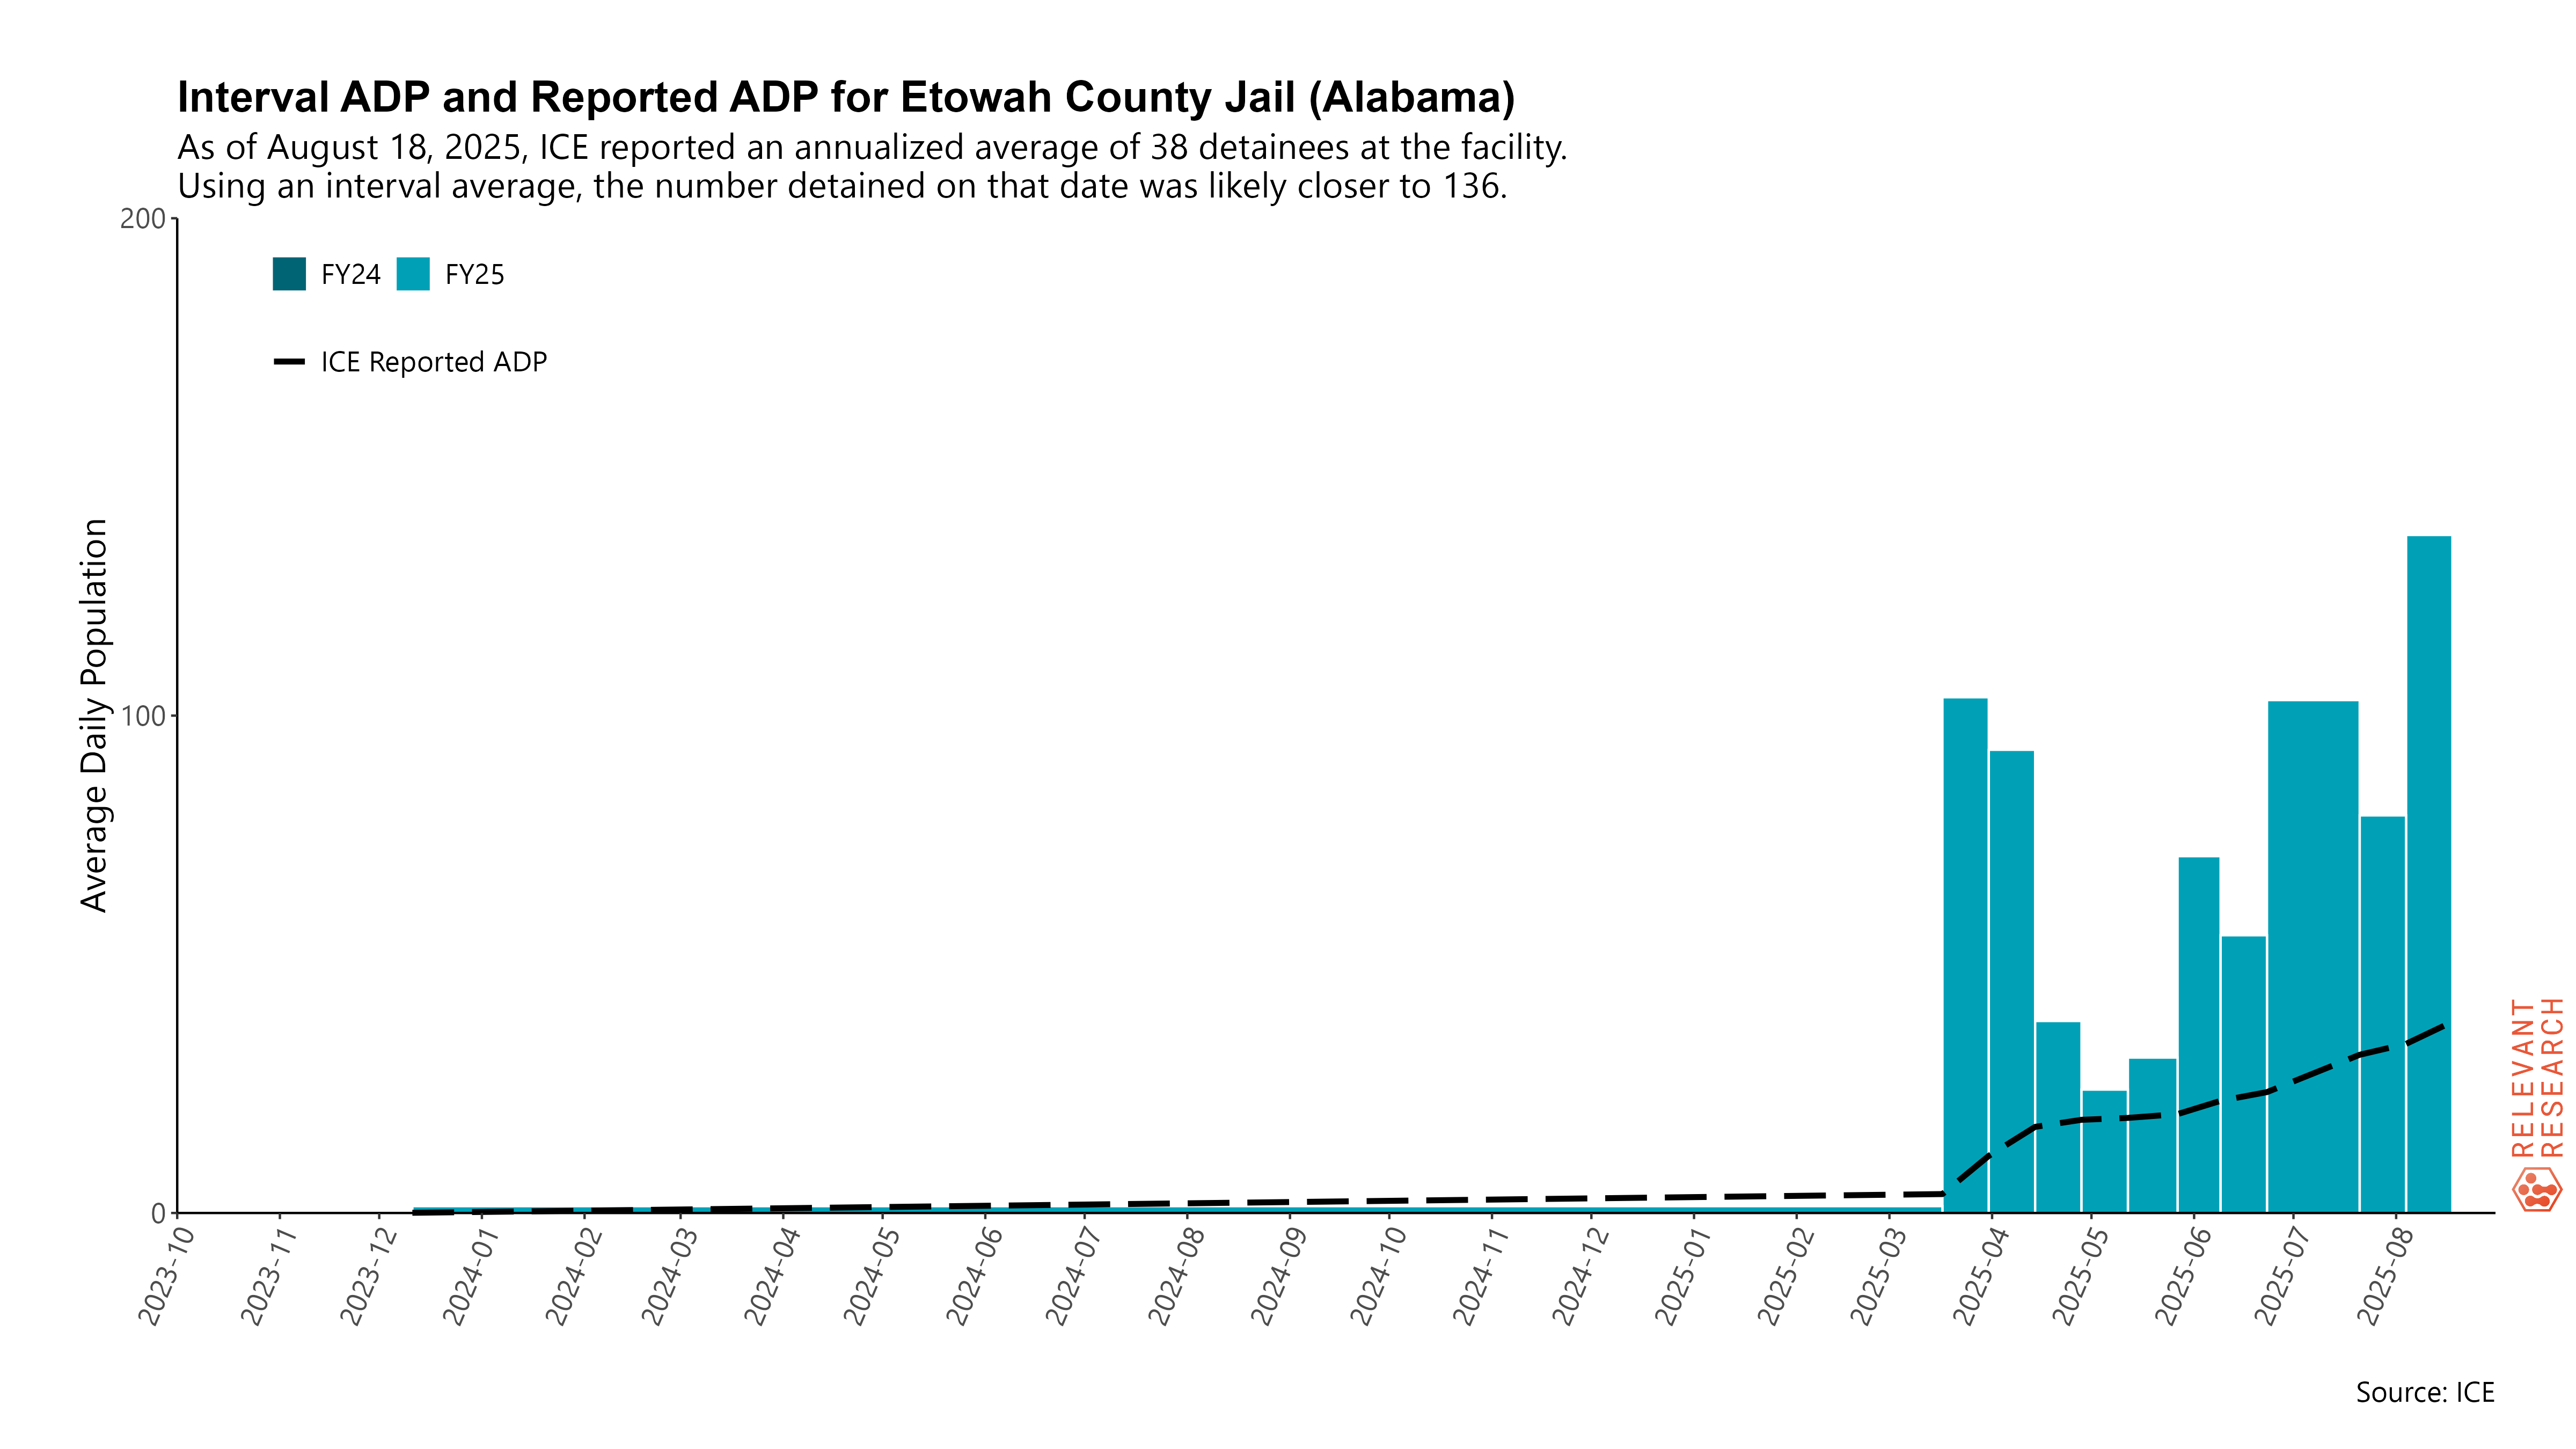 Interval ADP and Reported ADP for Etowah County Jail (Alabama)
As of August 18, 2025, ICE reported an annualized average of 38 detainees at the facility.
Using an interval average, the number detained on that date was likely closer to 136.
200
FY24
FY25
ICE Reported ADP
Average Daily Population
100
0
2023-10
2023-11
2023-12
2024-01
2024-02
2024-03
2024-04
2024-05
2024-06
2024-07
2024-08
2024-09
2024-10
2024-11
2024-12
2025-01
2025-02
2025-03
2025-04
2025-05
2025-06
2025-07
2025-08
RELEVANT
RESEARCH
Source: ICE